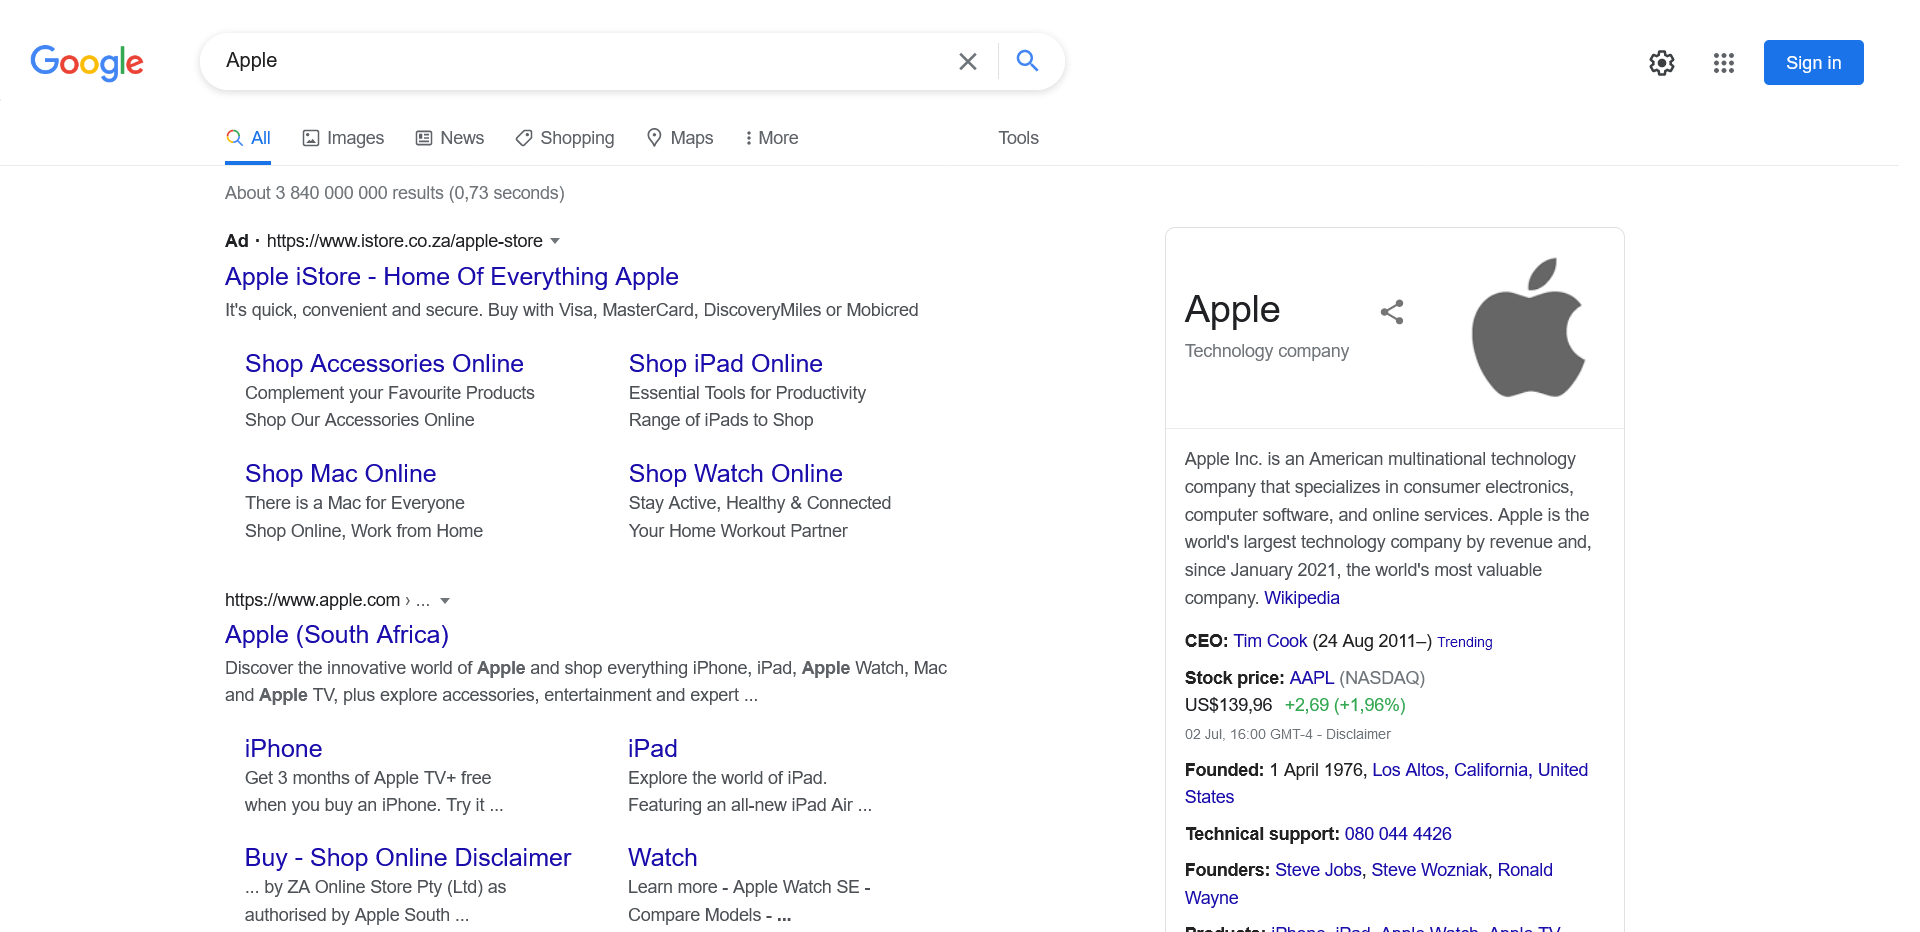 Google
Apple
Sign in
All
Images
News
Shopping
Maps
More
Tools
About 3 840 000 000 results (0,73 seconds)
Ad · https://www.istore.co.za/apple-store
Apple iStore - Home Of Everything Apple
It's quick, convenient and secure. Buy with Visa, MasterCard, DiscoveryMiles or Mobicred
Shop Accessories Online
Complement your Favourite Products
Shop Our Accessories Online
Shop iPad Online
Essential Tools for Productivity
Range of iPads to Shop
Shop Mac Online
There is a Mac for Everyone
Shop Online, Work from Home
Shop Watch Online
Stay Active, Healthy & Connected
Your Home Workout Partner
https://www.apple.com › ...
Apple (South Africa)
Discover the innovative world of Apple and shop everything iPhone, iPad, Apple Watch, Mac
and Apple TV, plus explore accessories, entertainment and expert ...
iPhone
Get 3 months of Apple TV+ free
when you buy an iPhone. Try it ...
iPad
Explore the world of iPad.
Featuring an all-new iPad Air ...
Buy - Shop Online Disclaimer
... by ZA Online Store Pty (Ltd) as
authorised by Apple South ...
Watch
Learn more - Apple Watch SE -
Compare Models - ...
Apple
Technology company
Apple Inc. is an American multinational technology
company that specializes in consumer electronics,
computer software, and online services. Apple is the
world's largest technology company by revenue and,
since January 2021, the world's most valuable
company. Wikipedia
CEO: Tim Cook (24 Aug 2011–) Trending
Stock price: AAPL (NASDAQ)
US$139,96 +2,69 (+1,96%)
02 Jul, 16:00 GMT-4 - Disclaimer
Founded: 1 April 1976, Los Altos, California, United
States
Technical support: 080 044 4426
Founders: Steve Jobs, Steve Wozniak, Ronald
Wayne
Products: iPhone, iPad, Apple Watch, Apple TV